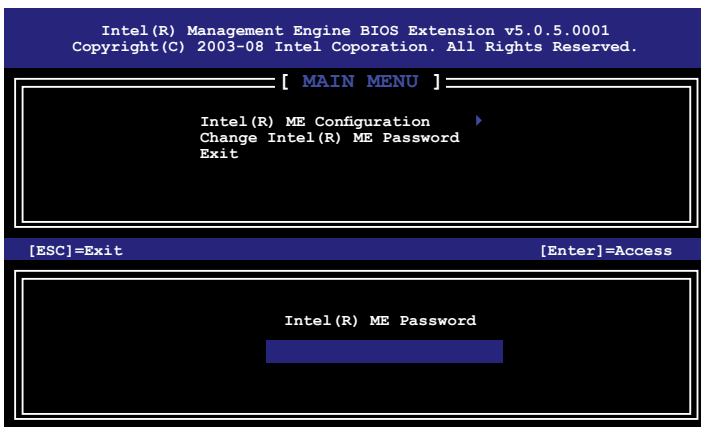 Intel(R) Management Engine BIOS Extension v5.0.5.0001
Copyright(C) 2003-08 Intel Coporation. All Rights Reserved.
[ MAIN MENU ]
Intel(R) ME Configuration
Change Intel(R) ME Password
Exit
[ESC]=Exit [Enter]=Access
Intel(R) ME Password